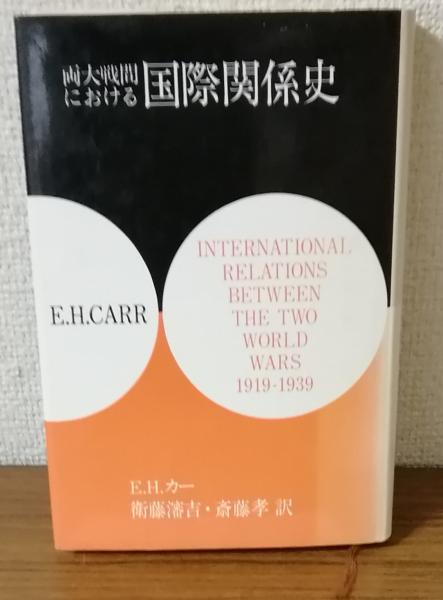 両大戦間
における
国際関係史
E.H.CARR
INTERNATIONAL
RELATIONS
BETWEEN
THE TWO
WORLD
WARS
1919-1939
E.H.カー
衛藤瀋吉・斎藤孝 訳